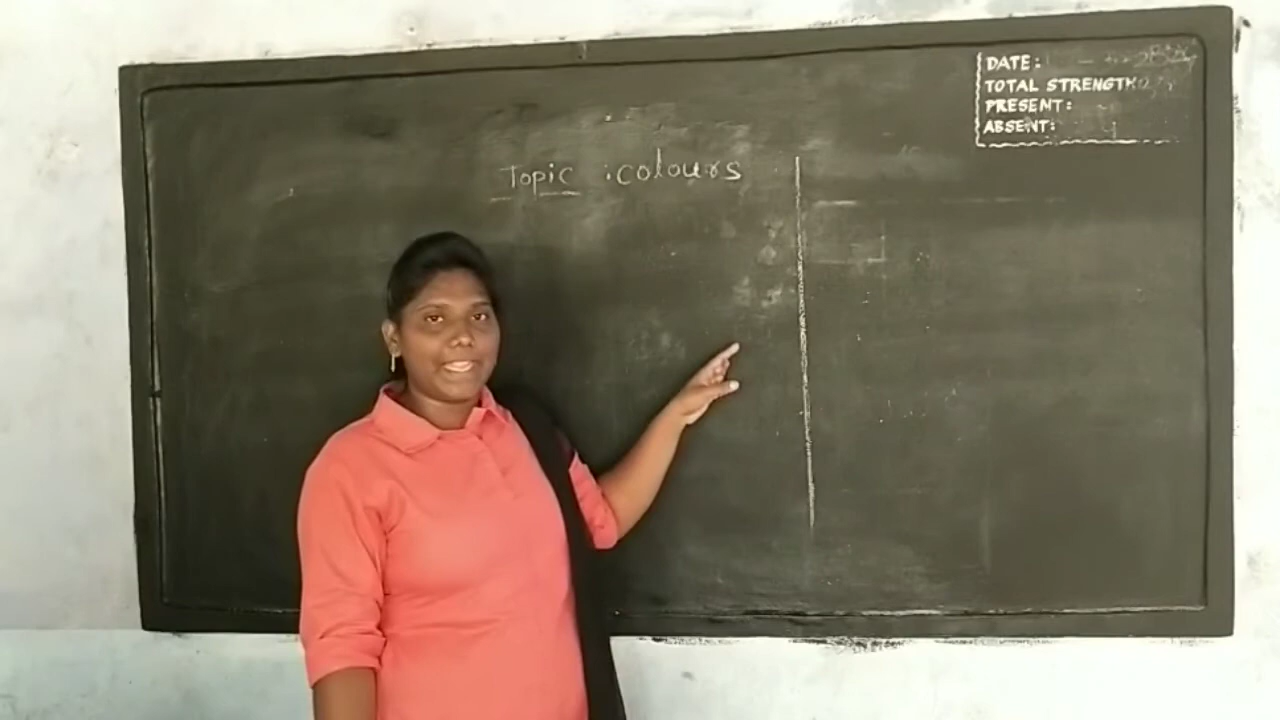 DATE:
TOTAL STRENGTH
PRESENT:
ABSENT:
Topic :colours